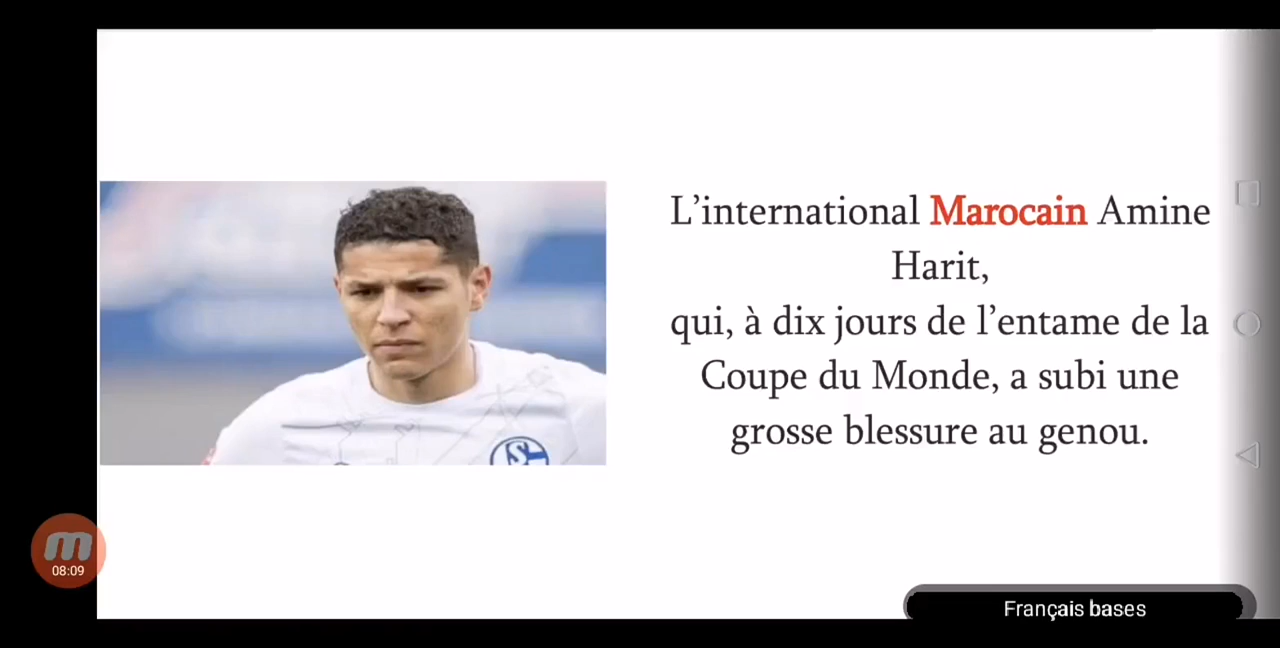 L'international Marocain Amine
Harit,
qui, à dix jours de l'entame de la
Coupe du Monde, a subi une
grosse blessure au genou.
08:09
Français bases